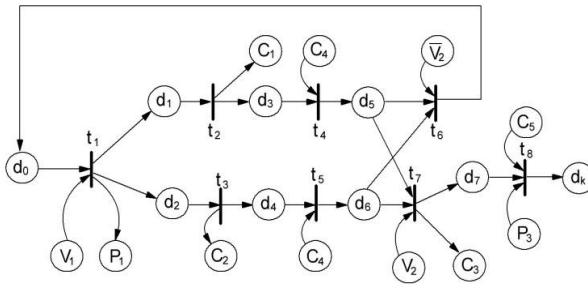 C₁ C₄ V̅₂
d₁ d₃ d₅ C₅
t₁ t₂ t₄ t₆
t₇ t₈
d₀ t₃ t₅ d₇ dₖ
d₂ d₄ d₆
V₁ P₁ C₂ C₄ V₂ C₃ P₃